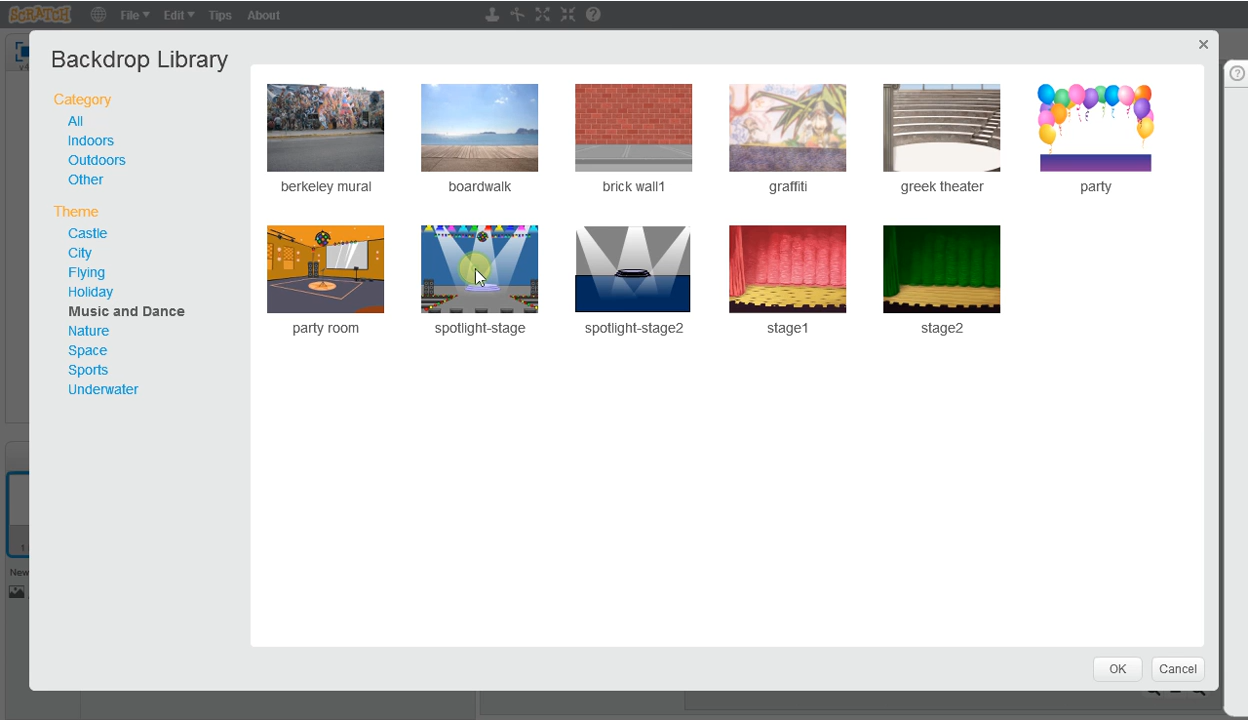 SCRATCH File Edit Tips About
Backdrop Library
Category
All
Indoors
Outdoors
Other
Theme
Castle
City
Flying
Holiday
Music and Dance
Nature
Space
Sports
Underwater
berkeley mural boardwalk brick wall1 graffiti greek theater party
party room spotlight-stage spotlight-stage2 stage1 stage2
New
OK Cancel